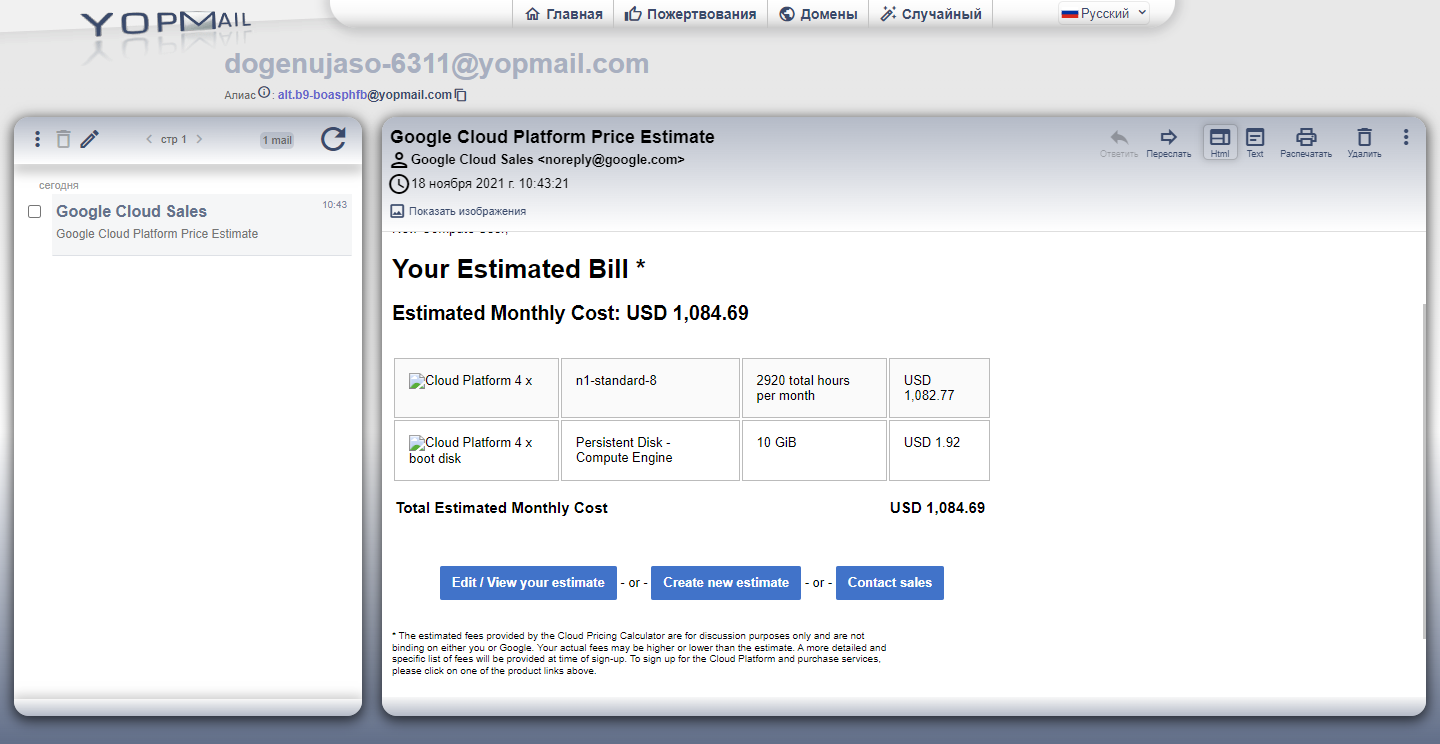 YOPMAIL
Главная
Пожертвования
Домены
Случайный
Русский
dogenujaso-6311@yopmail.com
Алиас : alt.b9-boasphfb@yopmail.com
стр 1
1 mail
сегодня
Google Cloud Sales
10:43
Google Cloud Platform Price Estimate
Google Cloud Platform Price Estimate
Google Cloud Sales <noreply@google.com>
18 ноября 2021 г. 10:43:21
Показать изображения
Ответить
Переслать
Html
Text
Распечатать
Удалить
Your Estimated Bill *
Estimated Monthly Cost: USD 1,084.69
Cloud Platform 4 x
n1-standard-8
2920 total hours
per month
USD
1,082.77
Cloud Platform 4 x
boot disk
Persistent Disk -
Compute Engine
10 GiB
USD 1.92
Total Estimated Monthly Cost
USD 1,084.69
Edit / View your estimate - or - Create new estimate - or - Contact sales
* The estimated fees provided by the Cloud Pricing Calculator are for discussion purposes only and are not
binding on either you or Google. Your actual fees may be higher or lower than the estimate. A more detailed and
specific list of fees will be provided at time of sign-up. To sign up for the Cloud Platform and purchase services,
please click on one of the product links above.